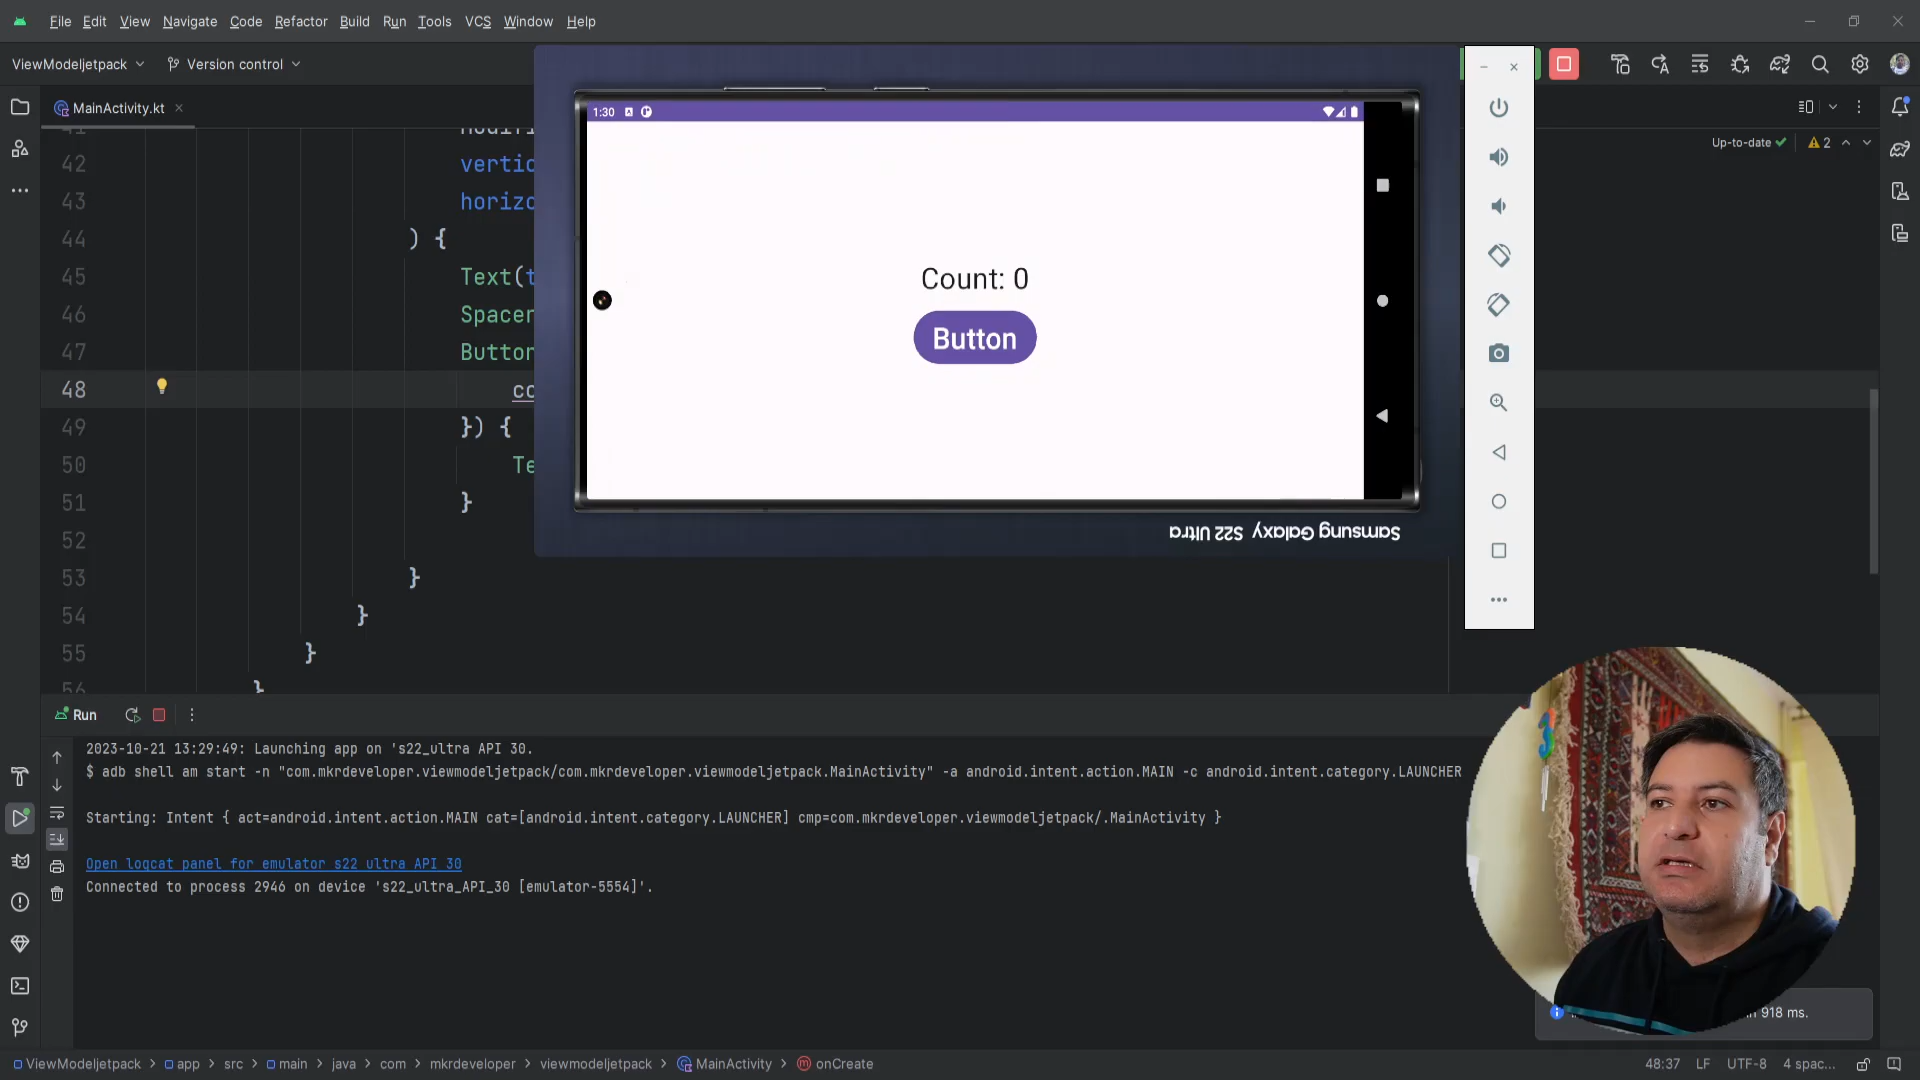 File Edit View Navigate Code Refactor Build Run Tools VCS Window Help
ViewModeljetpack Version control
MainActivity.kt
Up-to-date 2
42 vertic
43 horizo
44 ) {
45 Text(t
46 Spacer
47 Button
48 co
49 }) {
50 Te
51 }
52
53 }
54 }
55 }
56 }
1:30
Count: 0
Button
Samsung Galaxy S22 Ultra
Run
2023-10-21 13:29:49: Launching app on 's22_ultra API 30.
$ adb shell am start -n "com.mkrdeveloper.viewmodeljetpack/com.mkrdeveloper.viewmodeljetpack.MainActivity" -a android.intent.action.MAIN -c android.intent.category.LAUNCHER
Starting: Intent { act=android.intent.action.MAIN cat=[android.intent.category.LAUNCHER] cmp=com.mkrdeveloper.viewmodeljetpack/.MainActivity }
Open logcat panel for emulator s22 ultra API 30
Connected to process 2946 on device 's22_ultra_API_30 [emulator-5554]'.
918 ms.
ViewModeljetpack > app > src > main > java > com > mkrdeveloper > viewmodeljetpack > MainActivity > onCreate
48:37 LF UTF-8 4 spac...